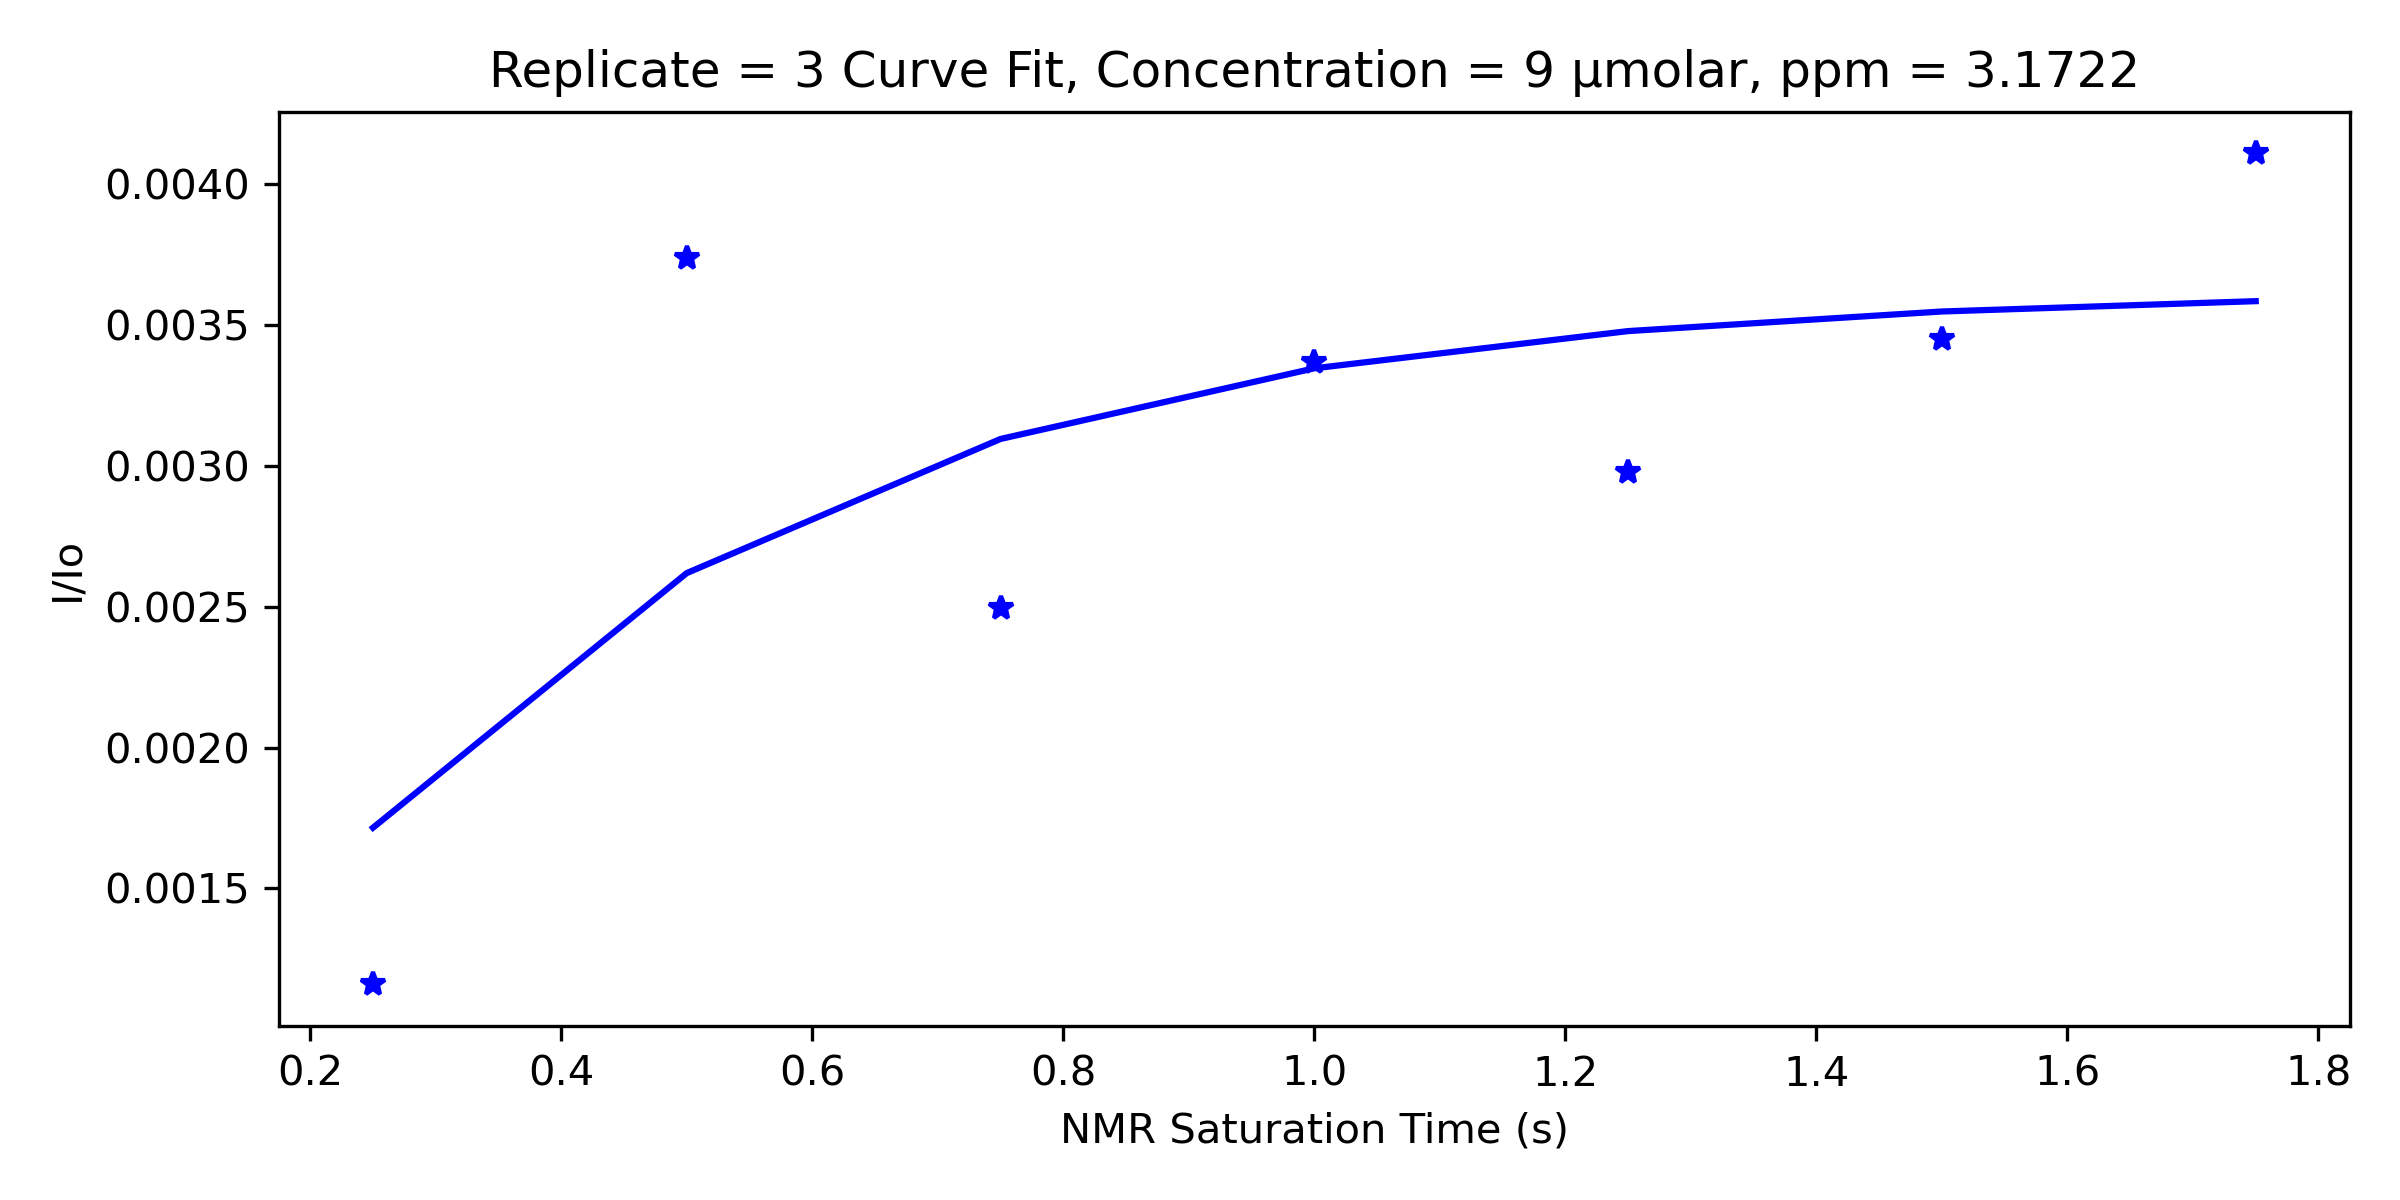 Replicate = 3 Curve Fit, Concentration = 9 µmolar, ppm = 3.1722
0.0040
0.0035
0.0030
0.0025
0.0020
0.0015
I/Io
0.2 0.4 0.6 0.8 1.0 1.2 1.4 1.6 1.8
NMR Saturation Time (s)